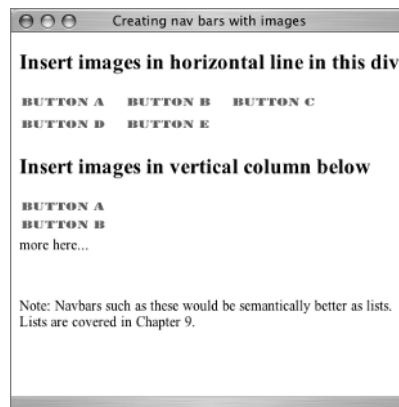 Creating nav bars with images
Insert images in horizontal line in this div
BUTTON A BUTTON B BUTTON C
BUTTON D BUTTON E
Insert images in vertical column below
BUTTON A
BUTTON B
more here...
Note: Navbars such as these would be semantically better as lists.
Lists are covered in Chapter 9.